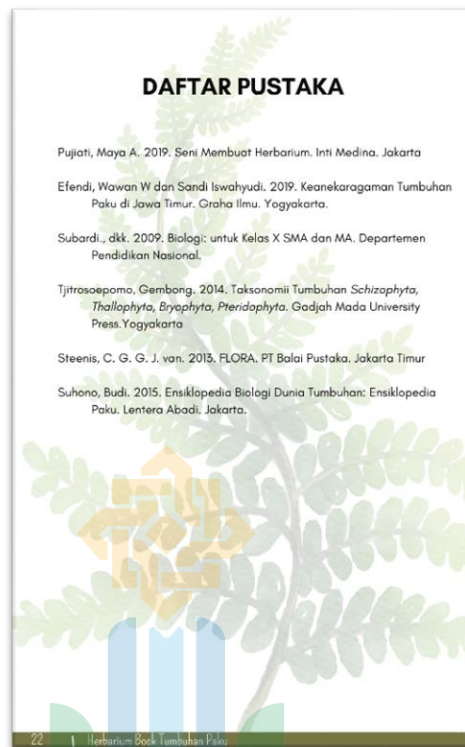 DAFTAR PUSTAKA
Pujiati, Maya A. 2019. Seni Membuat Herbarium. Inti Medina. Jakarta
Efendi, Wawan W dan Sandi Iswahyudi. 2019. Keanekaragaman Tumbuhan
Paku di Jawa Timur. Graha Ilmu. Yogyakarta.
Subardi., dkk. 2009. Biologi: untuk Kelas X SMA dan MA. Departemen
Pendidikan Nasional.
Tjitrosoepomo, Gembong. 2014. Taksonomii Tumbuhan Schizophyta,
Thallophyta, Bryophyta, Pteridophyta. Gadjah Mada University
Press.Yogyakarta
Steenis, C. G. G. J. van. 2013. FLORA. PT Balai Pustaka. Jakarta Timur
Suhono, Budi. 2015. Ensiklopedia Biologi Dunia Tumbuhan: Ensiklopedia
Paku. Lentera Abadi. Jakarta.
22 Herbarium Book Tumbuhan Paku